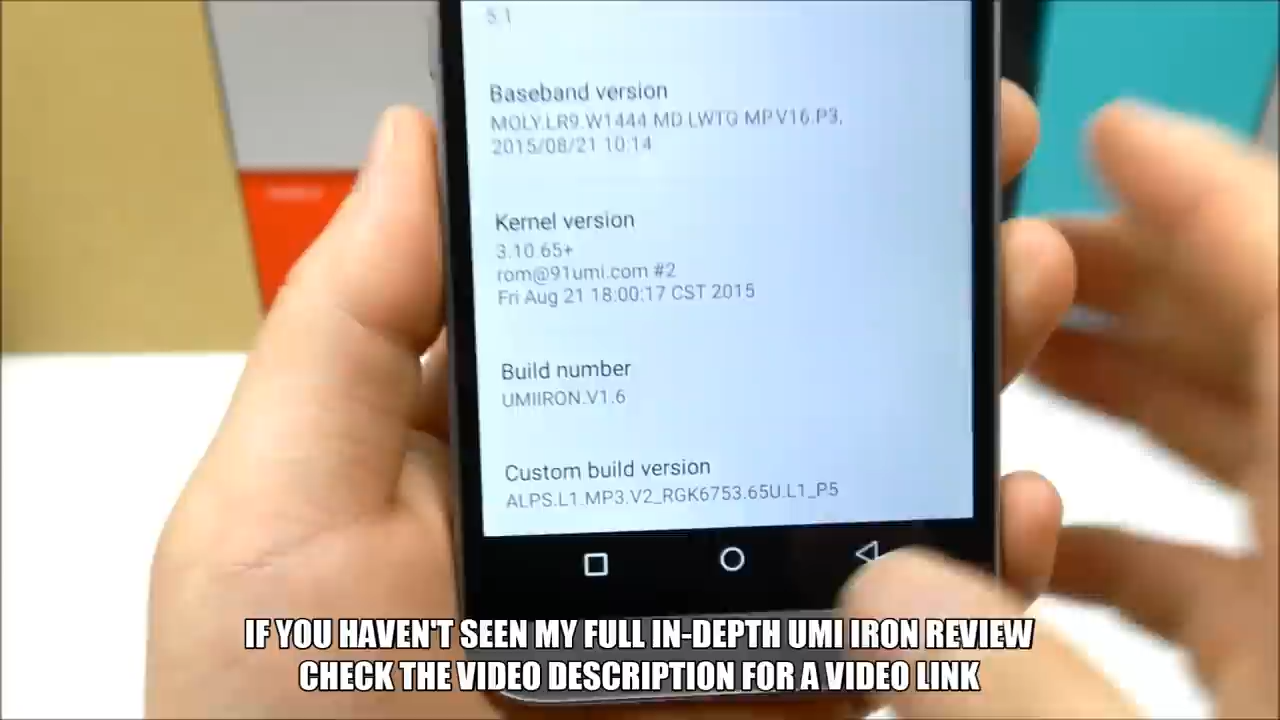 5.1
Baseband version
MOLY.LR9.W1444.MD.LWTG.MP.V16.P3,
2015/08/21 10:14
Kernel version
3.10.65+
rom@91umi.com #2
Fri Aug 21 18:00:17 CST 2015
Build number
UMIIRON.V1.6
Custom build version
ALPS.L1.MP3.V2_RGK6753.65U.L1_P5
IF YOU HAVEN'T SEEN MY FULL IN-DEPTH UMI IRON REVIEW
CHECK THE VIDEO DESCRIPTION FOR A VIDEO LINK